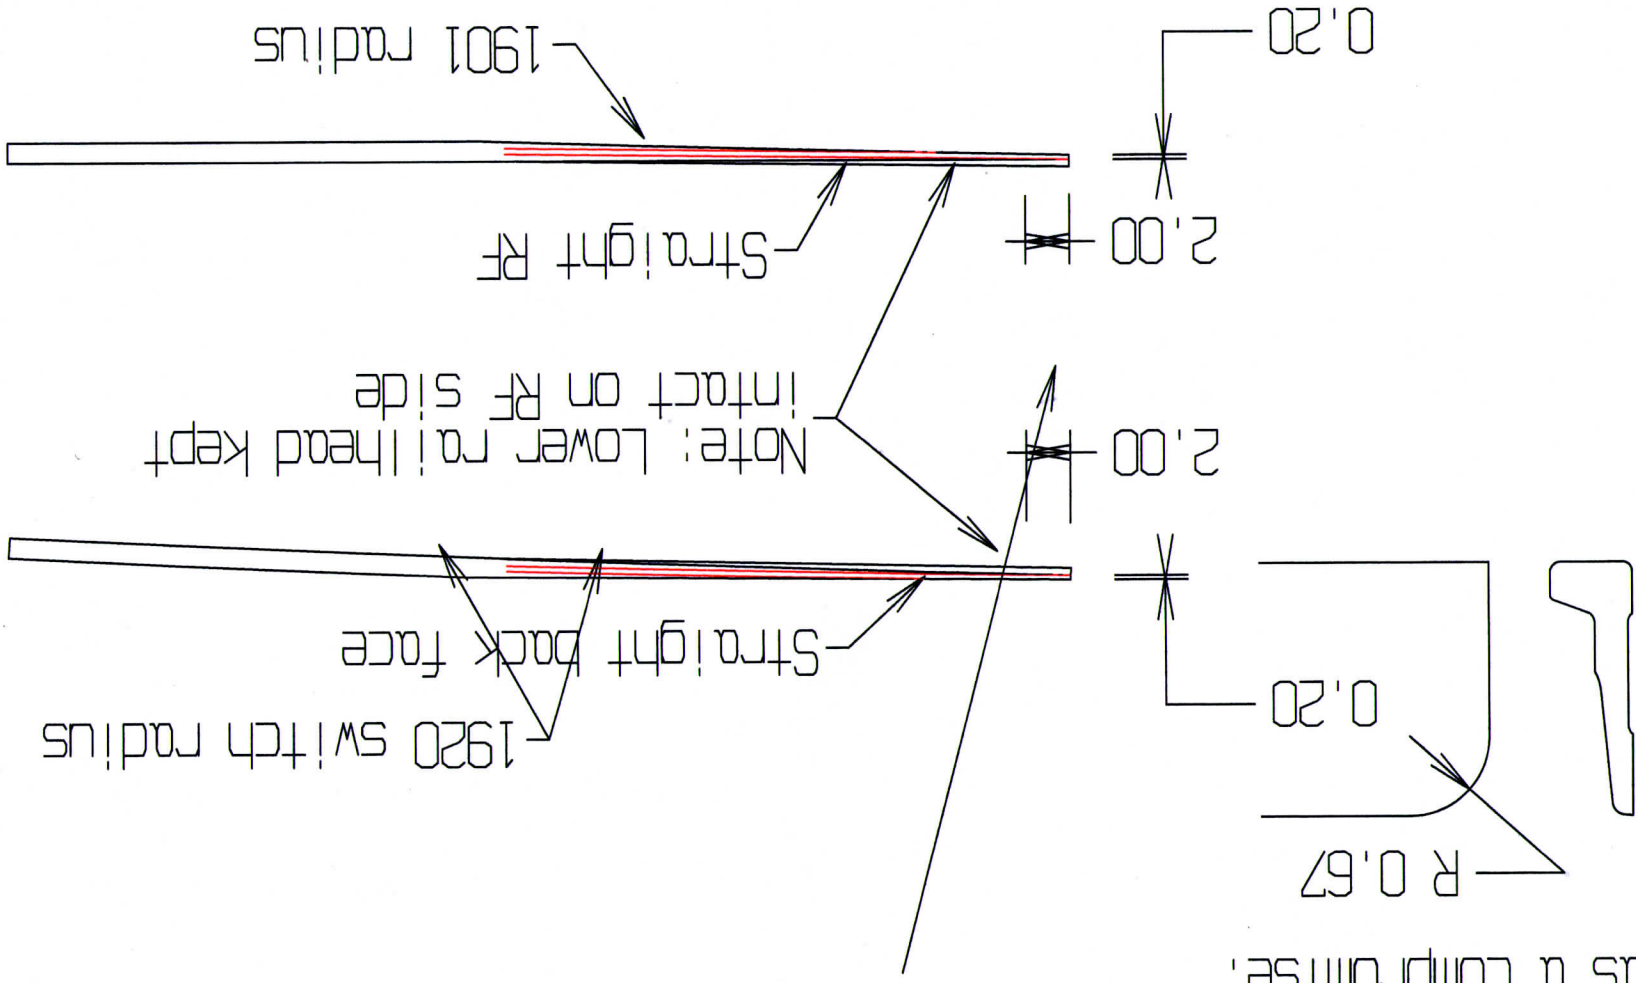 as a compromise.
R 0.67
1920 switch radius
0.20
Straight back face
2.00
Note: Lower railhead kept
intact on RF side
2.00
Straight RF
1901 radius
0.20